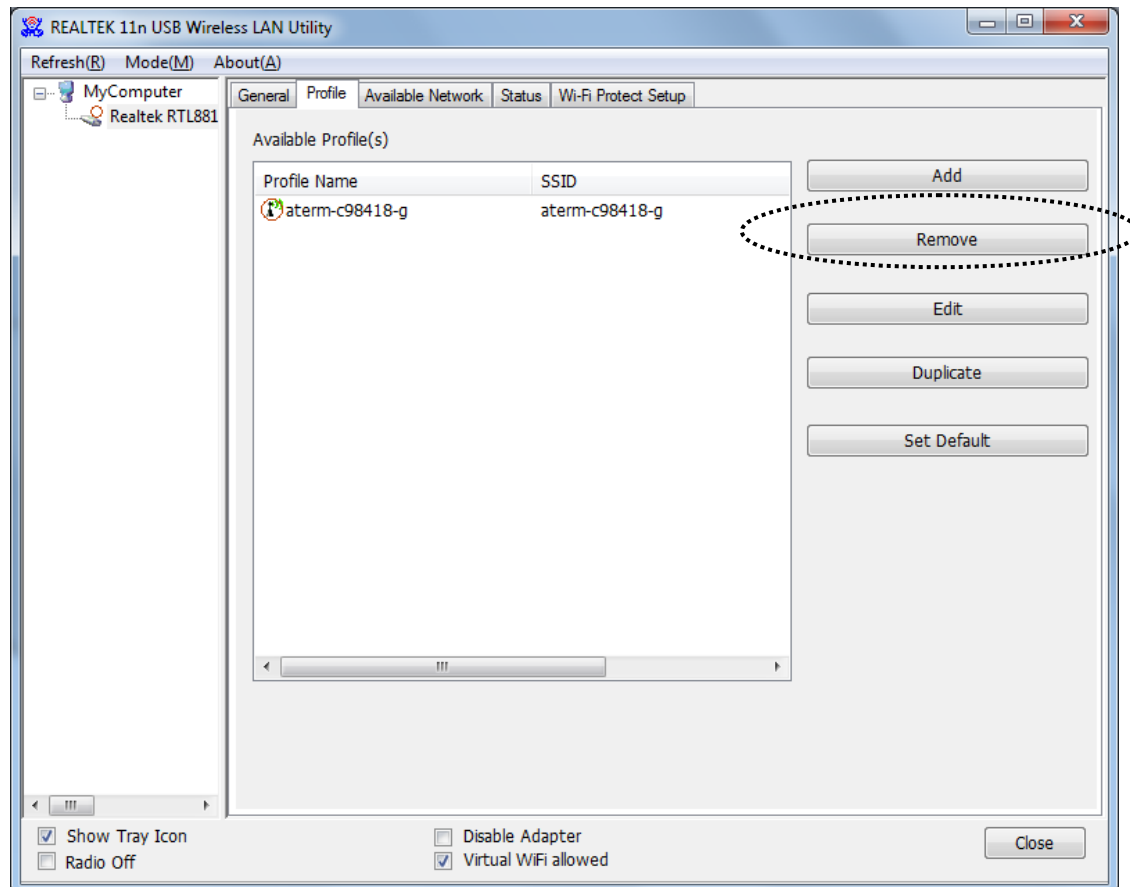 REALTEK 11n USB Wireless LAN Utility
Refresh(R) Mode(M) About(A)
MyComputer
Realtek RTL881
General Profile Available Network Status Wi-Fi Protect Setup
Available Profile(s)
Profile Name SSID
aterm-c98418-g aterm-c98418-g
Add
Remove
Edit
Duplicate
Set Default
Show Tray Icon
Radio Off
Disable Adapter
Virtual WiFi allowed
Close